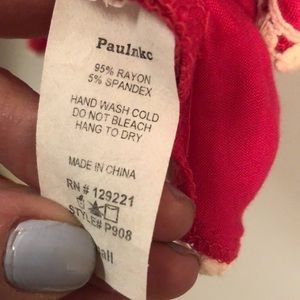 Paulnkc
95% RAYON
5% SPANDEX
HAND WASH COLD
DO NOT BLEACH
HANG TO DRY
MADE IN CHINA
RN # 129221
STYLE# P908